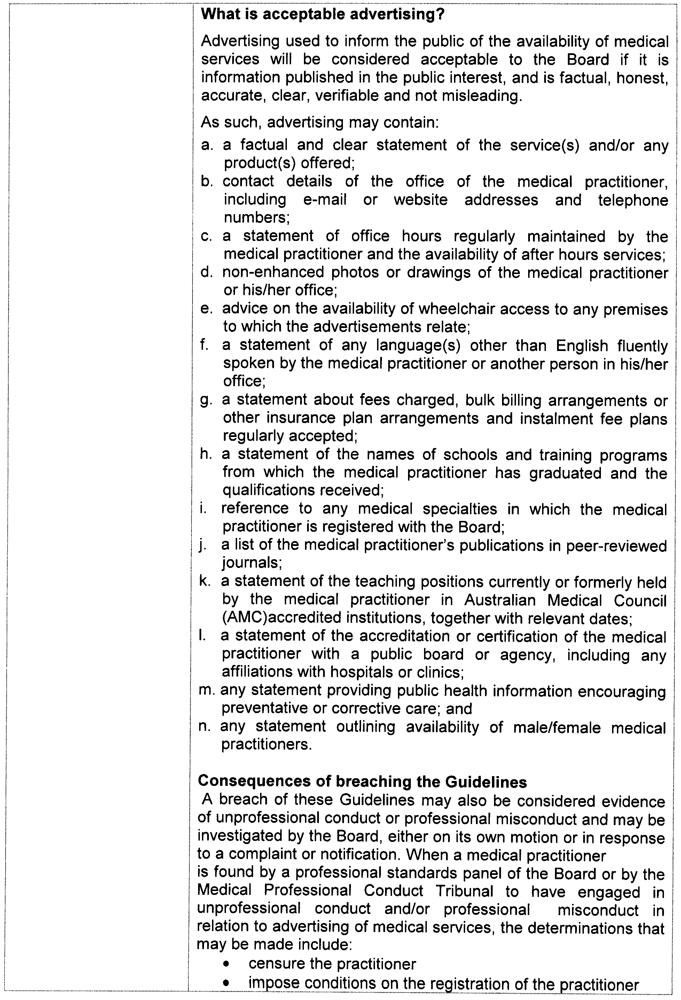 What is acceptable advertising?
Advertising used to inform the public of the availability of medical
services will be considered acceptable to the Board if it is
information published in the public interest, and is factual, honest,
accurate, clear, verifiable and not misleading.
As such, advertising may contain:
a. a factual and clear statement of the service(s) and/or any
product(s) offered;
b. contact details of the office of the medical practitioner,
including e-mail or website addresses and telephone
numbers;
c. a statement of office hours regularly maintained by the
medical practitioner and the availability of after hours services;
d. non-enhanced photos or drawings of the medical practitioner
or his/her office;
e. advice on the availability of wheelchair access to any premises
to which the advertisements relate;
f. a statement of any language(s) other than English fluently
spoken by the medical practitioner or another person in his/her
office;
g. a statement about fees charged, bulk billing arrangements or
other insurance plan arrangements and instalment fee plans
regularly accepted;
h. a statement of the names of schools and training programs
from which the medical practitioner has graduated and the
qualifications received;
i. reference to any medical specialties in which the medical
practitioner is registered with the Board;
j. a list of the medical practitioner's publications in peer-reviewed
journals;
k. a statement of the teaching positions currently or formerly held
by the medical practitioner in Australian Medical Council
(AMC)accredited institutions, together with relevant dates;
l. a statement of the accreditation or certification of the medical
practitioner with a public board or agency, including any
affiliations with hospitals or clinics;
m. any statement providing public health information encouraging
preventative or corrective care; and
n. any statement outlining availability of male/female medical
practitioners.
Consequences of breaching the Guidelines
A breach of these Guidelines may also be considered evidence
of unprofessional conduct or professional misconduct and may be
investigated by the Board, either on its own motion or in response
to a complaint or notification. When a medical practitioner
is found by a professional standards panel of the Board or by the
Medical Professional Conduct Tribunal to have engaged in
unprofessional conduct and/or professional misconduct in
relation to advertising of medical services, the determinations that
may be made include:
• censure the practitioner
• impose conditions on the registration of the practitioner